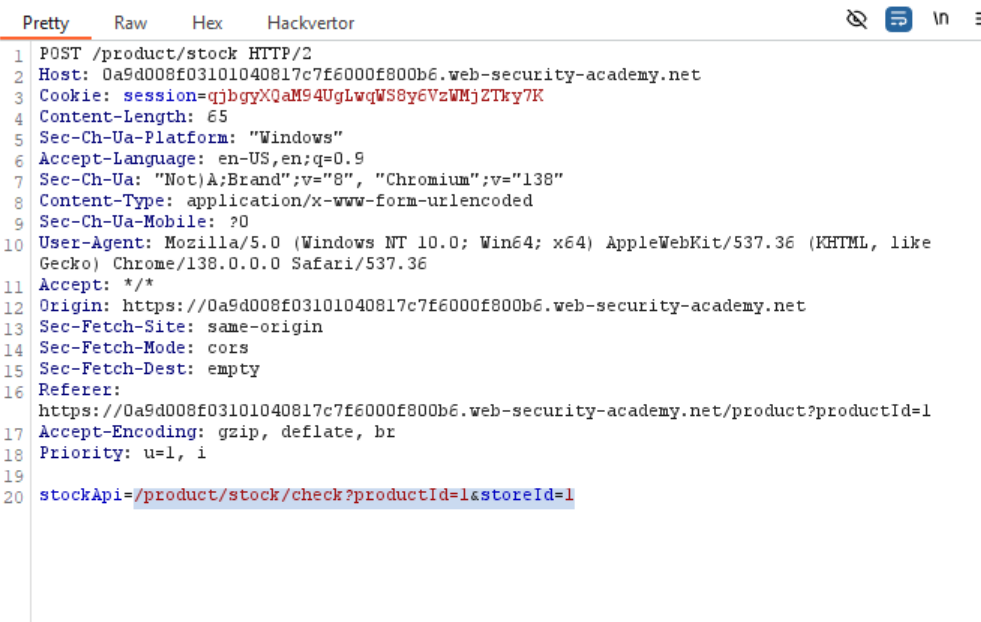 Pretty Raw Hex Hackvertor \n
1 POST /product/stock HTTP/2
2 Host: 0a9d008f03101040817c7f6000f800b6.web-security-academy.net
3 Cookie: session=qjbgyXQaM94UgLwqWS8y6VzWMjZTky7K
4 Content-Length: 65
5 Sec-Ch-Ua-Platform: "Windows"
6 Accept-Language: en-US,en;q=0.9
7 Sec-Ch-Ua: "Not)A;Brand";v="8", "Chromium";v="138"
8 Content-Type: application/x-www-form-urlencoded
9 Sec-Ch-Ua-Mobile: ?0
10 User-Agent: Mozilla/5.0 (Windows NT 10.0; Win64; x64) AppleWebKit/537.36 (KHTML, like
Gecko) Chrome/138.0.0.0 Safari/537.36
11 Accept: */*
12 Origin: https://0a9d008f03101040817c7f6000f800b6.web-security-academy.net
13 Sec-Fetch-Site: same-origin
14 Sec-Fetch-Mode: cors
15 Sec-Fetch-Dest: empty
16 Referer:
https://0a9d008f03101040817c7f6000f800b6.web-security-academy.net/product?productId=1
17 Accept-Encoding: gzip, deflate, br
18 Priority: u=1, i
19
20 stockApi=/product/stock/check?productId=1&storeId=1